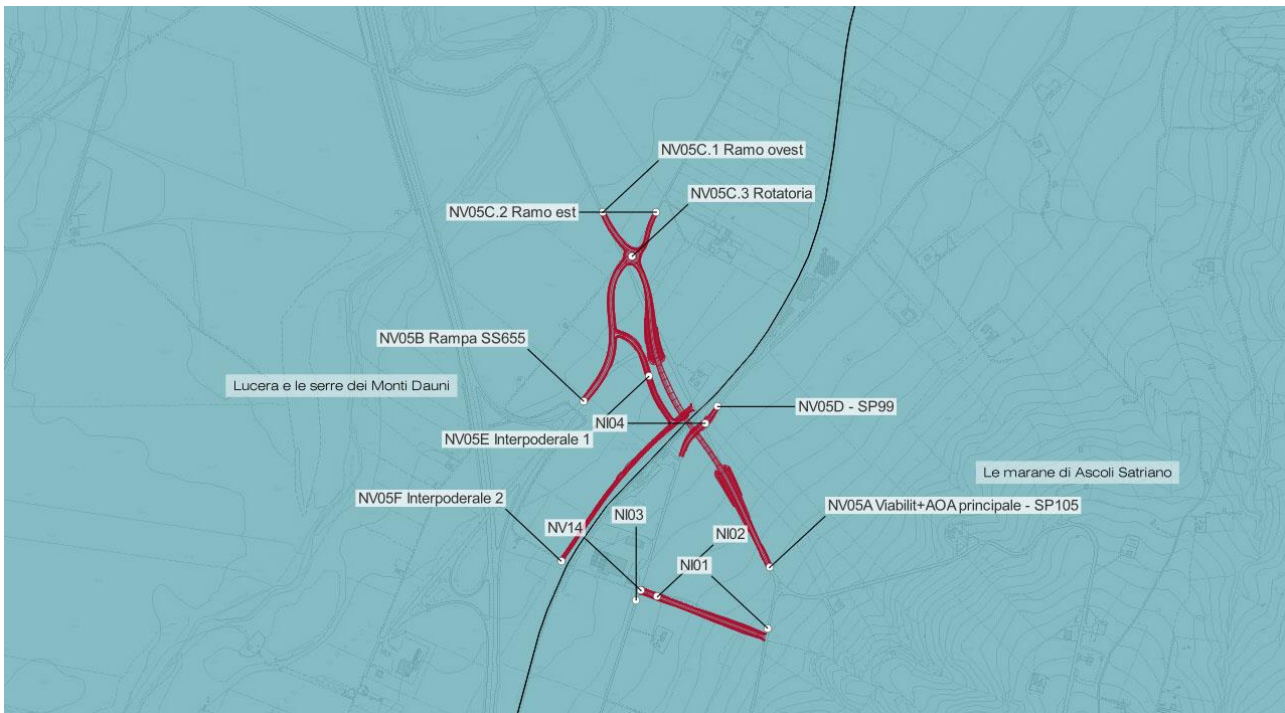 NV05C.1 Ramo ovest
NV05C.3 Rotatoria
NV05C.2 Ramo est
NV05B Rampa SS655
Lucera e le serre dei Monti Dauni
NV05D - SP99
NI04
NV05E Interpoderale 1
Le marane di Ascoli Satriano
NV05F Interpoderale 2
NV05A Viabilit+AOA principale - SP105
NI03
NV14
NI02
NI01